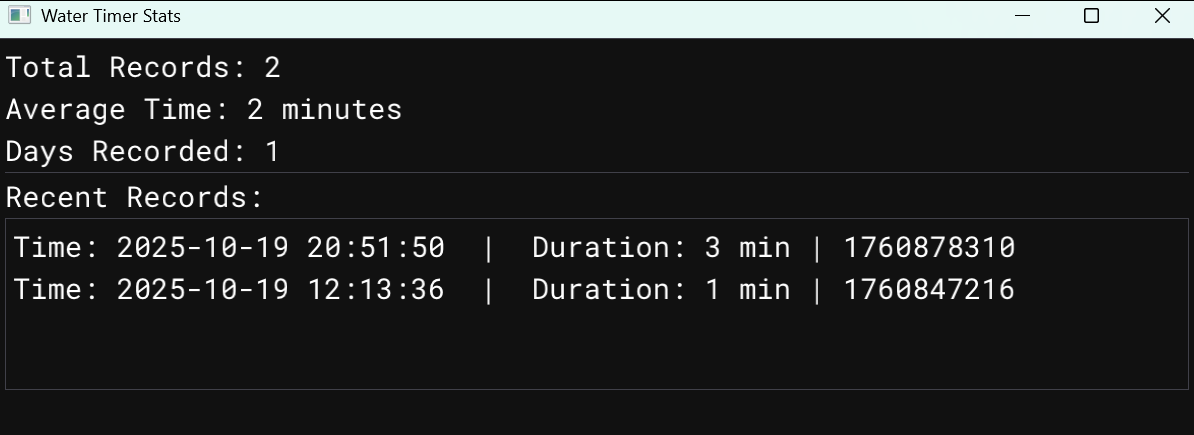 Water Timer Stats
Total Records: 2
Average Time: 2 minutes
Days Recorded: 1
Recent Records:
Time: 2025-10-19 20:51:50  |  Duration: 3 min | 1760878310
Time: 2025-10-19 12:13:36  |  Duration: 1 min | 1760847216